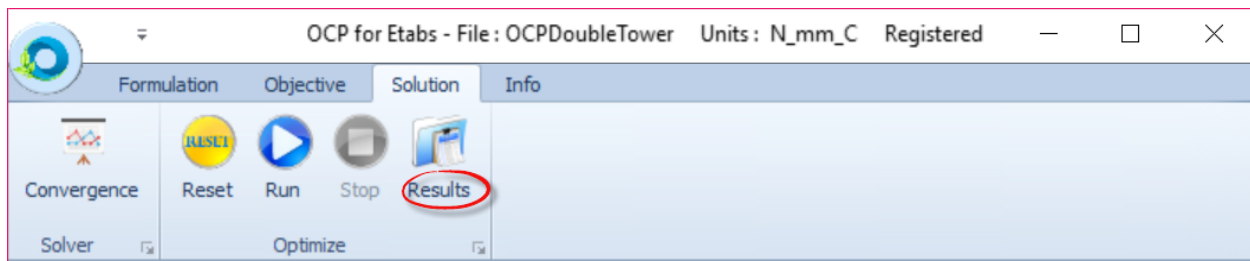 OCP for Etabs - File : OCPDoubleTower Units : N_mm_C Registered
Formulation Objective Solution Info
RESET
Convergence Reset Run Stop Results
Solver Optimize